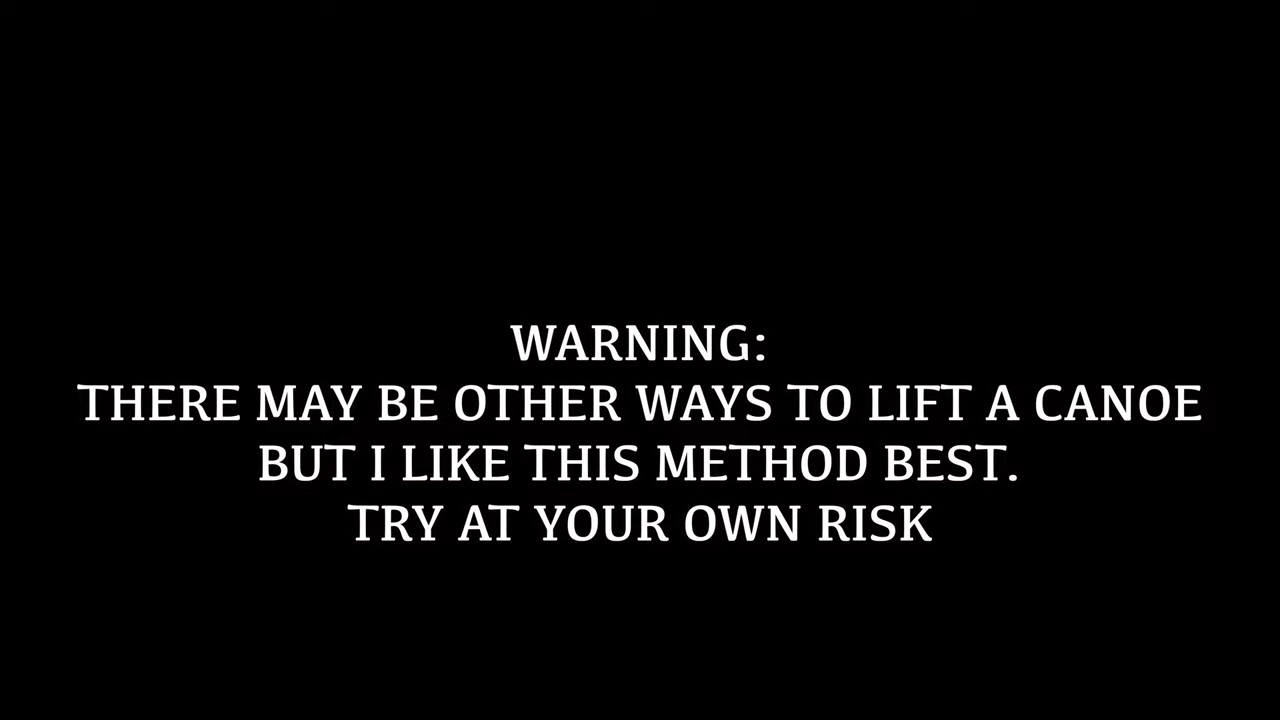 WARNING:
THERE MAY BE OTHER WAYS TO LIFT A CANOE
BUT I LIKE THIS METHOD BEST.
TRY AT YOUR OWN RISK